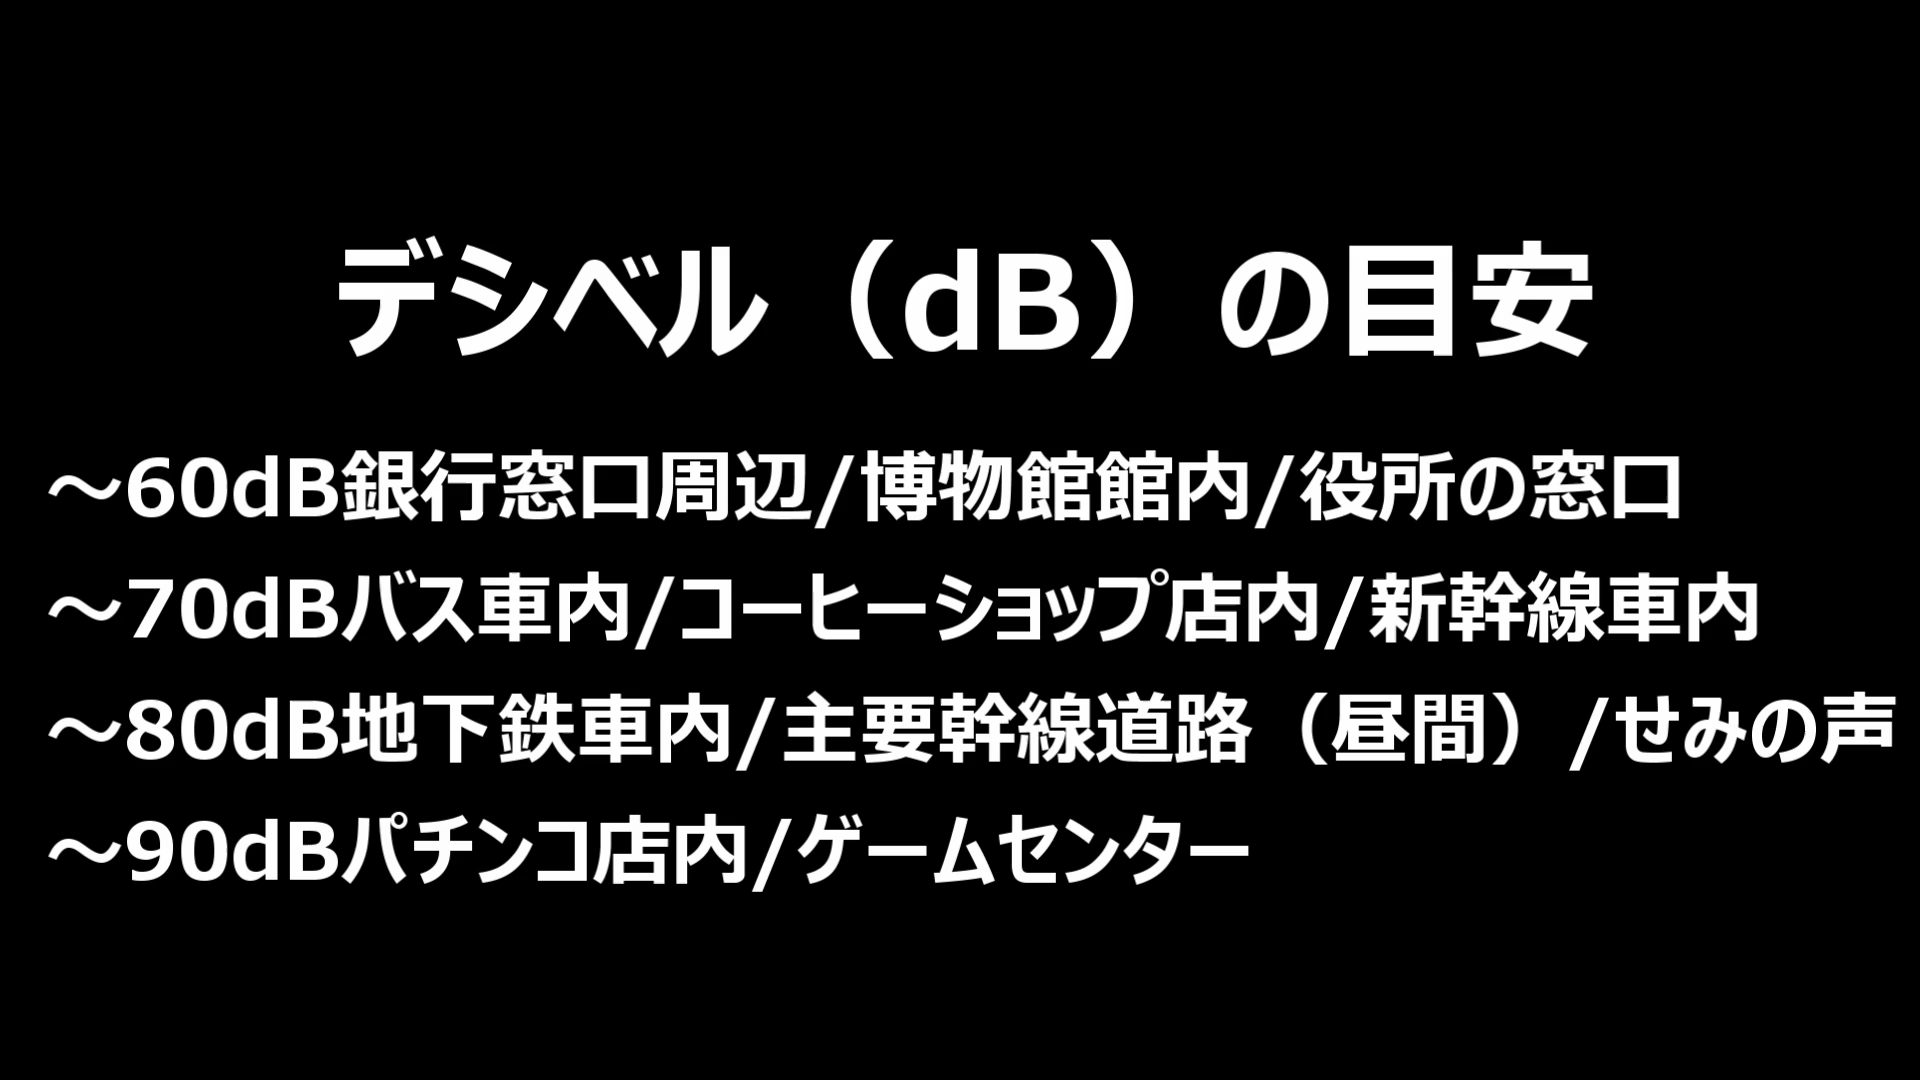 デシベル（dB）の目安
～60dB銀行窓口周辺/博物館館内/役所の窓口
～70dBバス車内/コーヒーショップ店内/新幹線車内
～80dB地下鉄車内/主要幹線道路（昼間）/せみの声
～90dBパチンコ店内/ゲームセンター